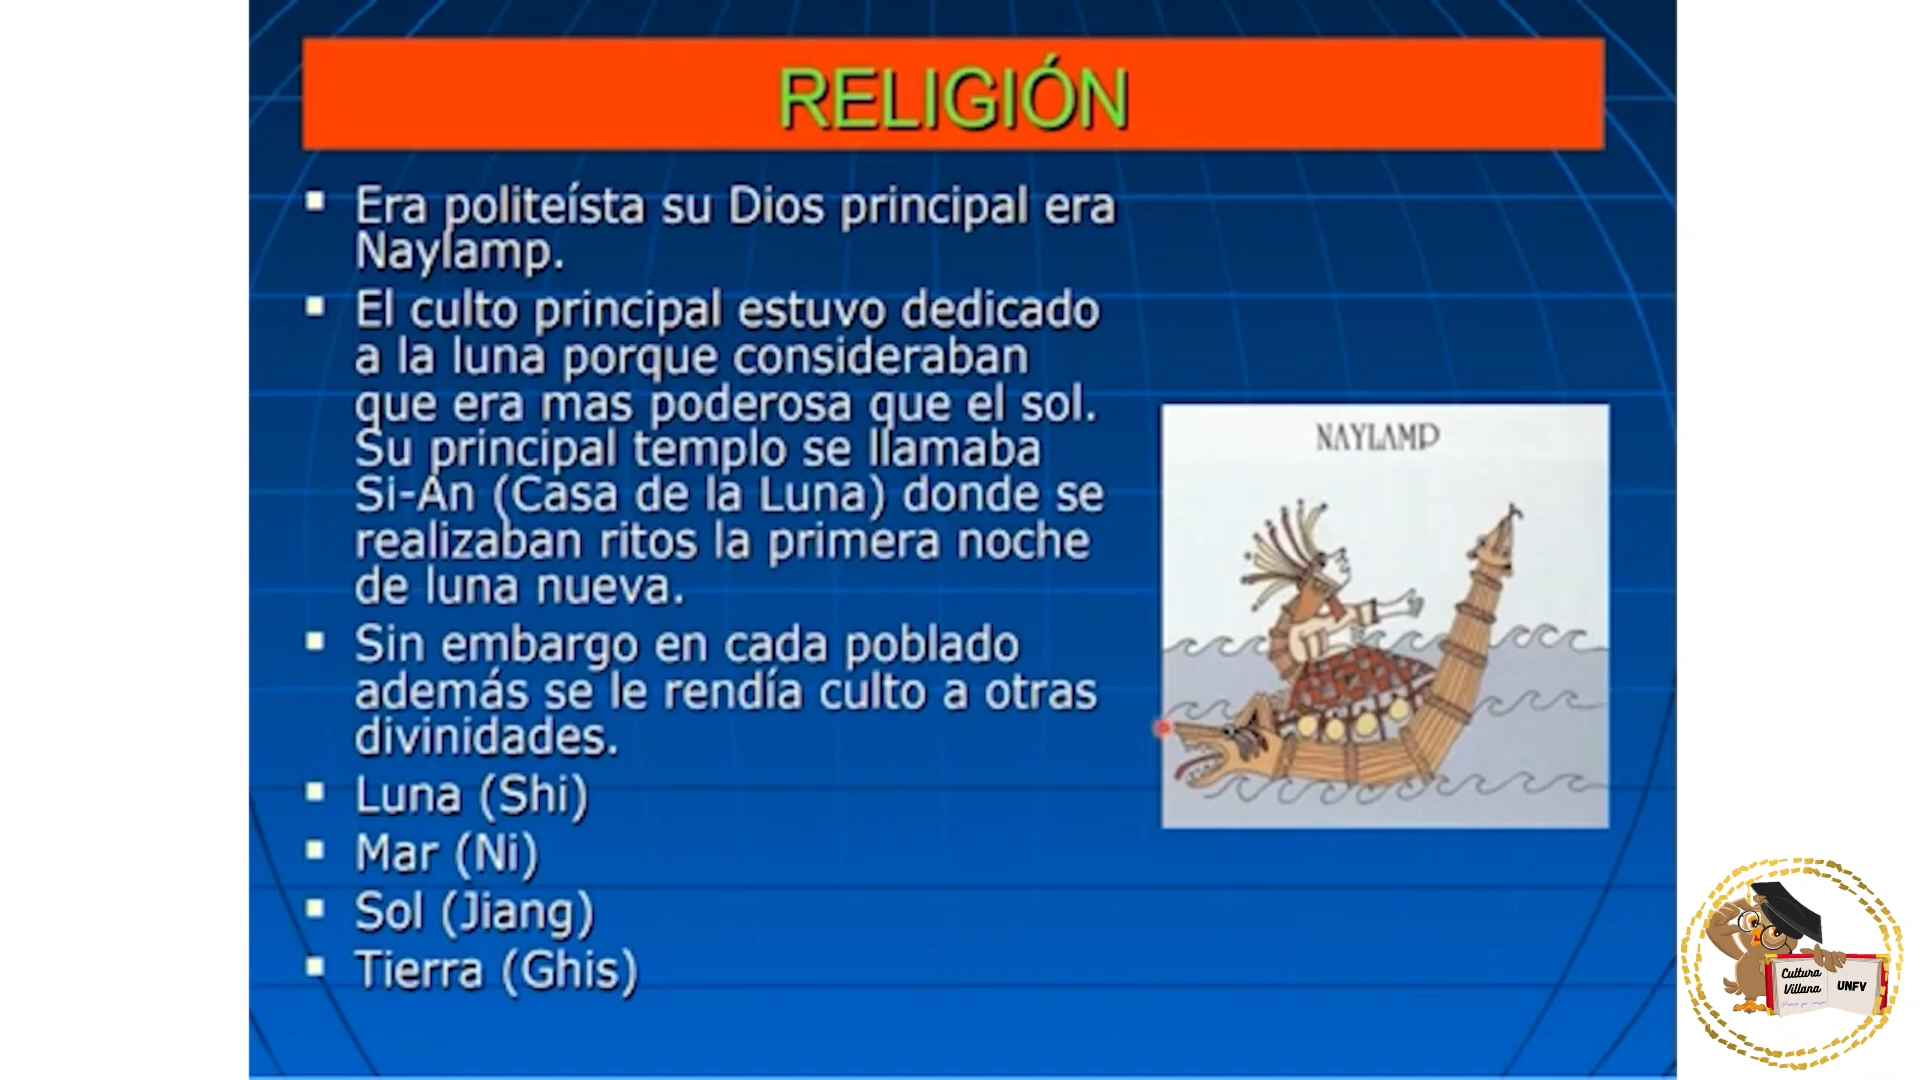 RELIGIÓN
Era politeísta su Dios principal era
Naylamp.
El culto principal estuvo dedicado
a la luna porque consideraban
que era mas poderosa que el sol.
Su principal templo se llamaba
Si-An (Casa de la Luna) donde se
realizaban ritos la primera noche
de luna nueva.
Sin embargo en cada poblado
además se le rendía culto a otras
divinidades.
Luna (Shi)
Mar (Ni)
Sol (Jiang)
Tierra (Ghis)
NAYLAMP
Cultura
Villana
UNFV